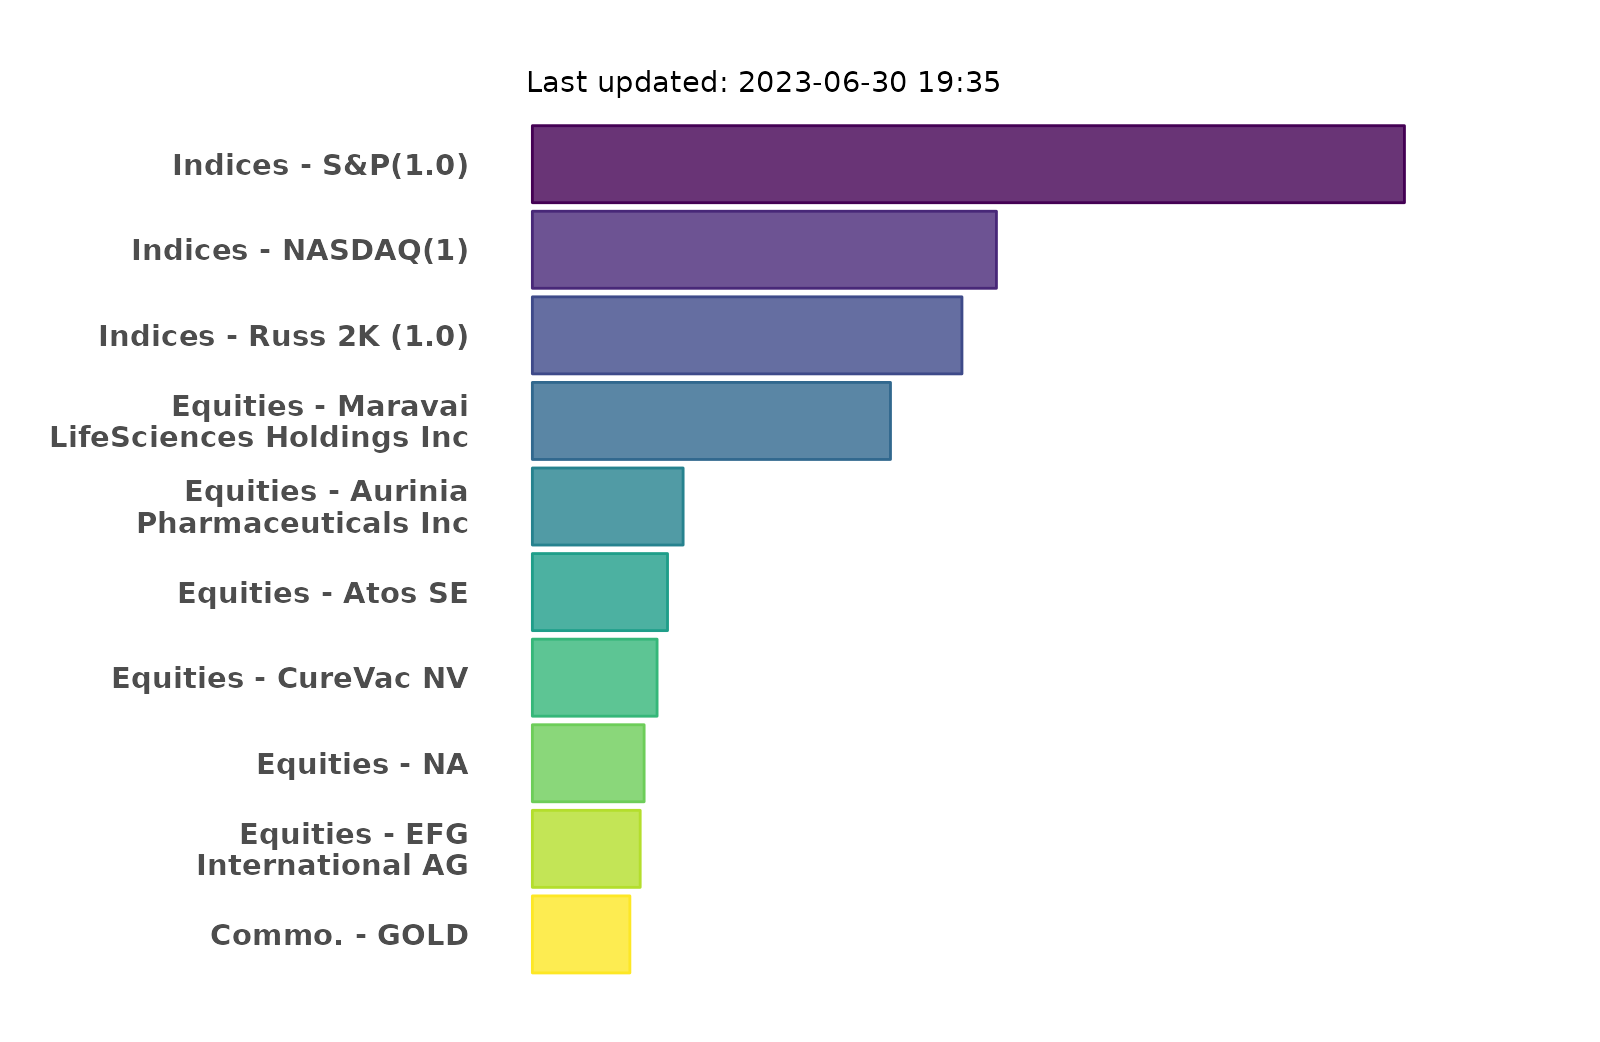 Last updated: 2023-06-30 19:35
Indices - S&P(1.0)
Indices - NASDAQ(1)
Indices - Russ 2K (1.0)
Equities - Maravai
LifeSciences Holdings Inc
Equities - Aurinia
Pharmaceuticals Inc
Equities - Atos SE
Equities - CureVac NV
Equities - NA
Equities - EFG
International AG
Commo. - GOLD